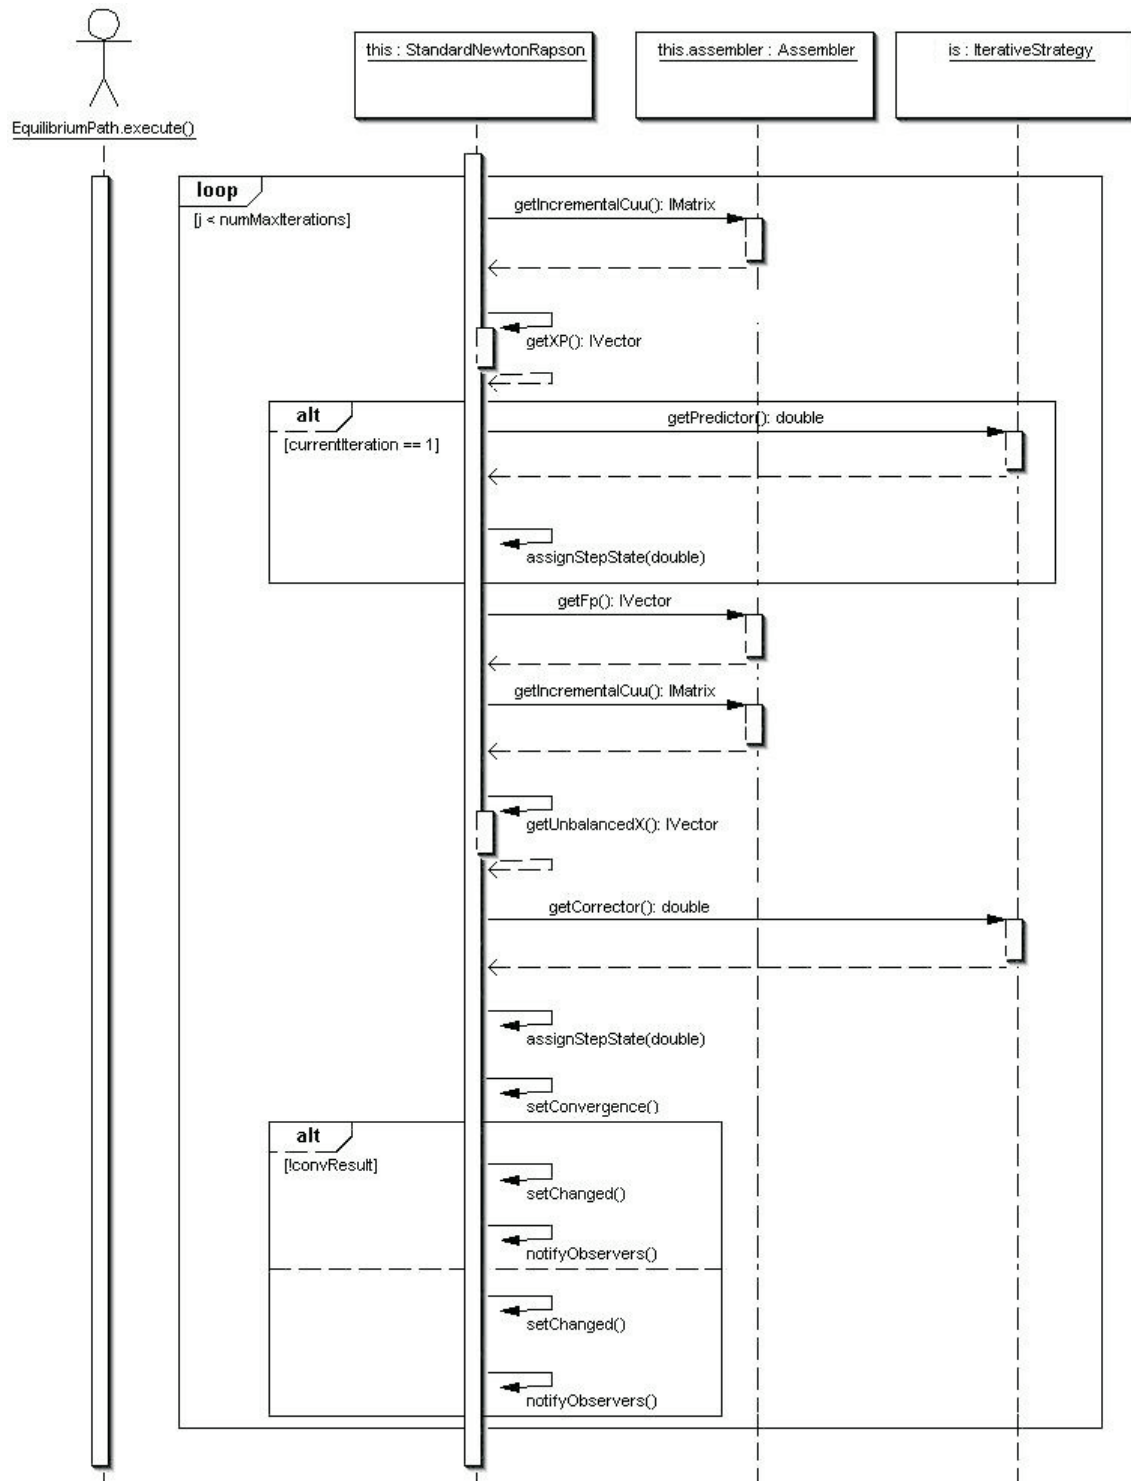 this : StandardNewtonRapson
this.assembler : Assembler
is : IterativeStrategy
EquilibriumPath.execute()
loop
[j < numMaxIterations]
getIncrementalCuu(): IMatrix
getXP(): IVector
alt
[currentIteration == 1]
getPredictor(): double
assignStepState(double)
getFp(): IVector
getIncrementalCuu(): IMatrix
getUnbalancedX(): IVector
getCorrector(): double
assignStepState(double)
setConvergence()
alt
[!convResult]
setChanged()
notifyObservers()
setChanged()
notifyObservers()